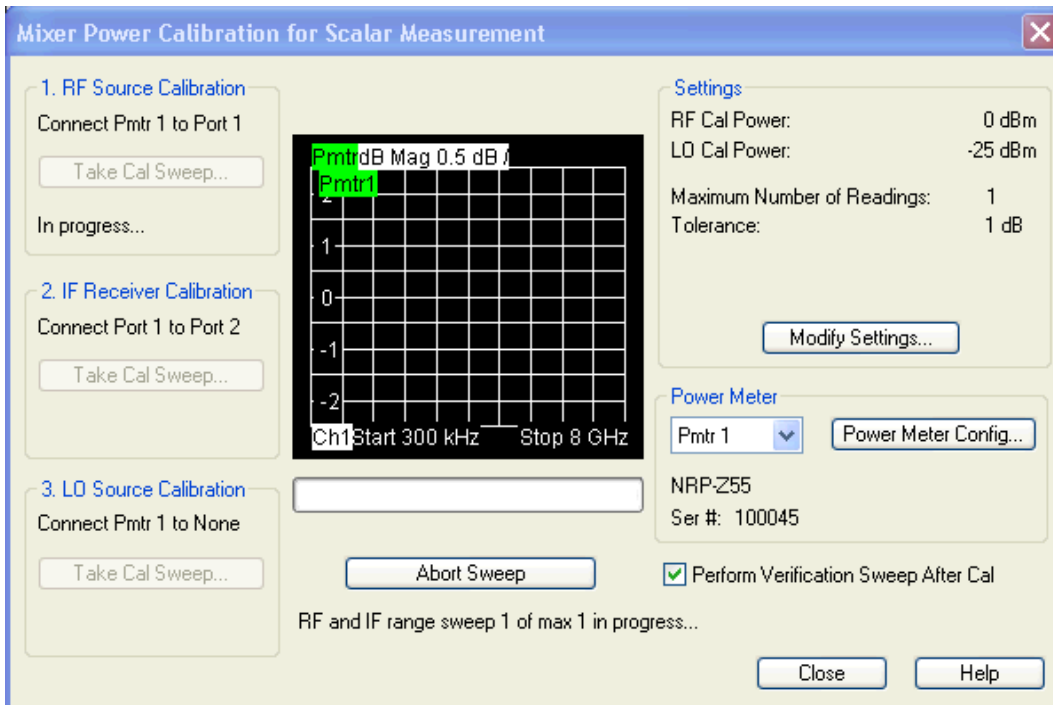 Mixer Power Calibration for Scalar Measurement
1. RF Source Calibration
Connect Pmtr 1 to Port 1
Take Cal Sweep...
In progress...
2. IF Receiver Calibration
Connect Port 1 to Port 2
Take Cal Sweep...
3. LO Source Calibration
Connect Pmtr 1 to None
Take Cal Sweep...
PmtrdB Mag 0.5 dB /
Pmtr1
2
1
0
-1
-2
Ch1Start 300 kHz Stop 8 GHz
Abort Sweep
RF and IF range sweep 1 of max 1 in progress...
Settings
RF Cal Power: 0 dBm
LO Cal Power: -25 dBm
Maximum Number of Readings: 1
Tolerance: 1 dB
Modify Settings...
Power Meter
Pmtr 1
Power Meter Config...
NRP-Z55
Ser #: 100045
Perform Verification Sweep After Cal
Close
Help